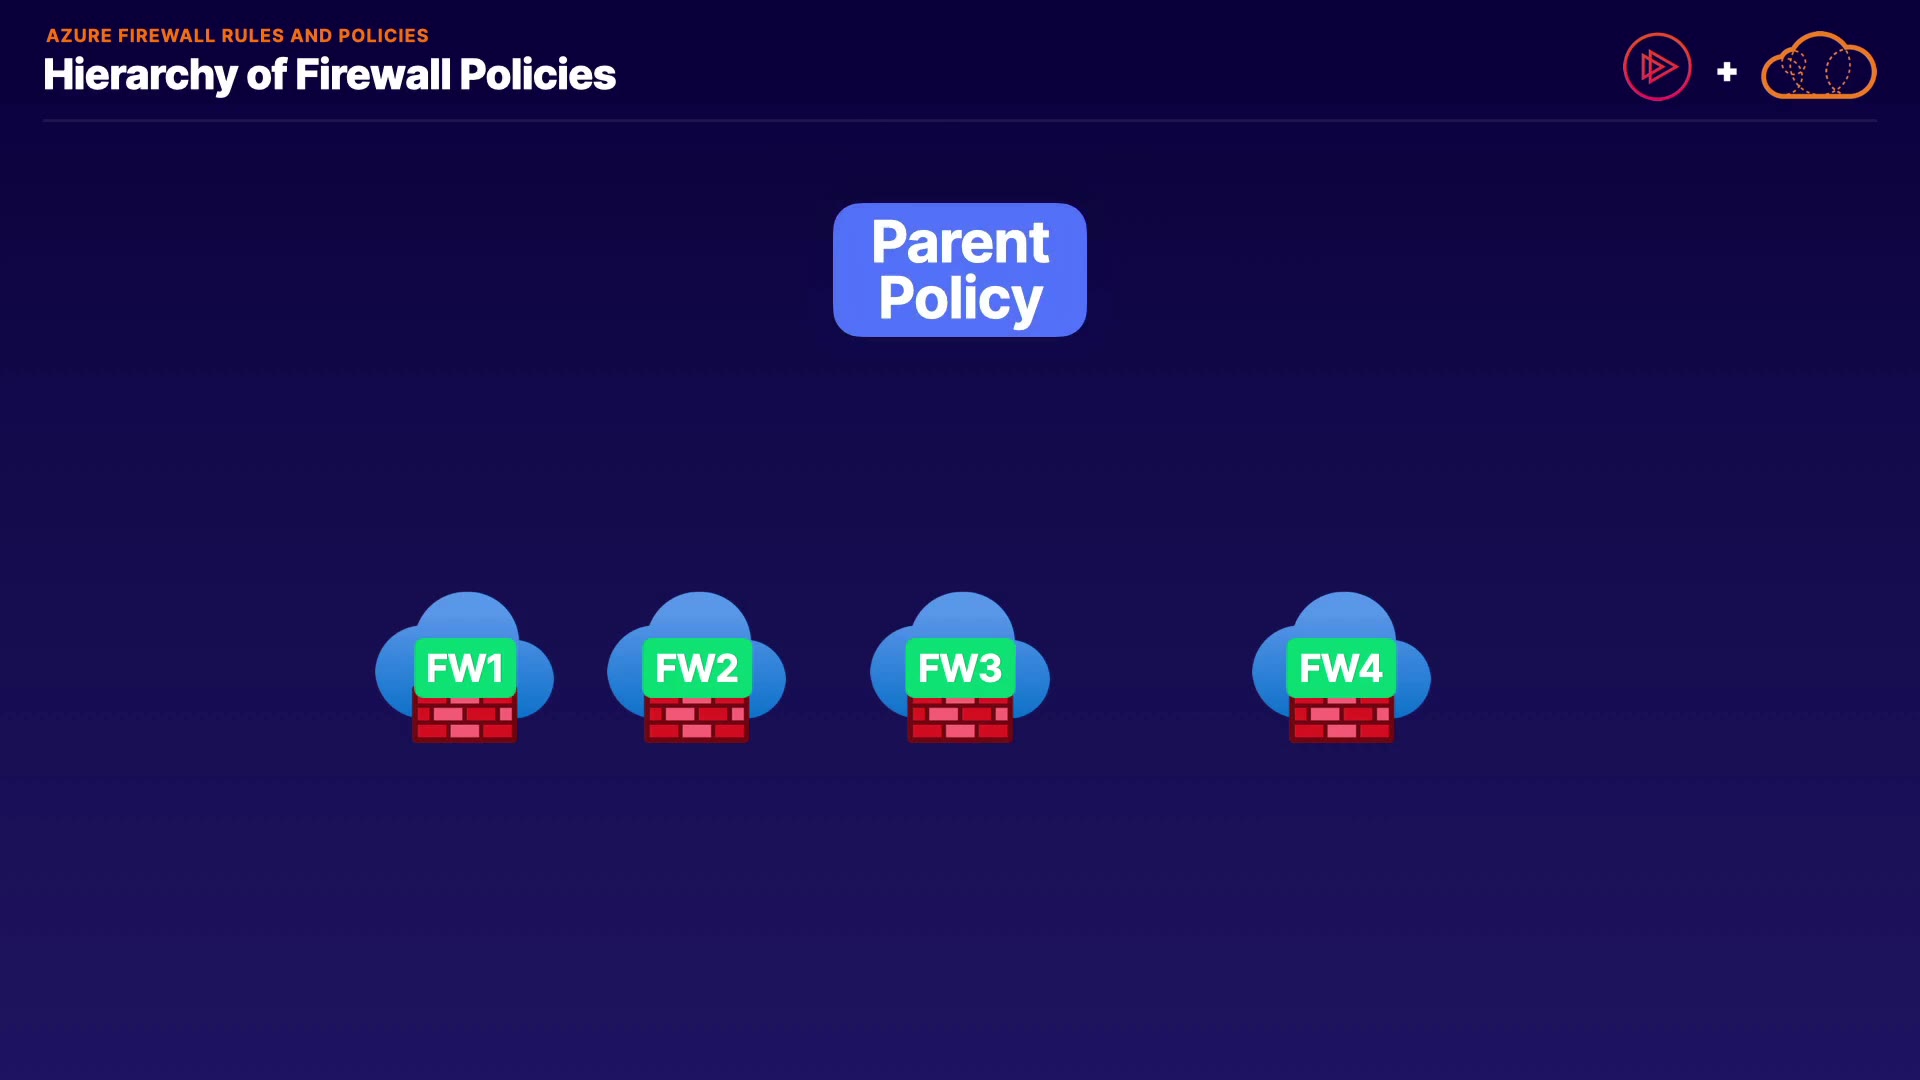 AZURE FIREWALL RULES AND POLICIES
Hierarchy of Firewall Policies
+
Parent
Policy
FW1
FW2
FW3
FW4